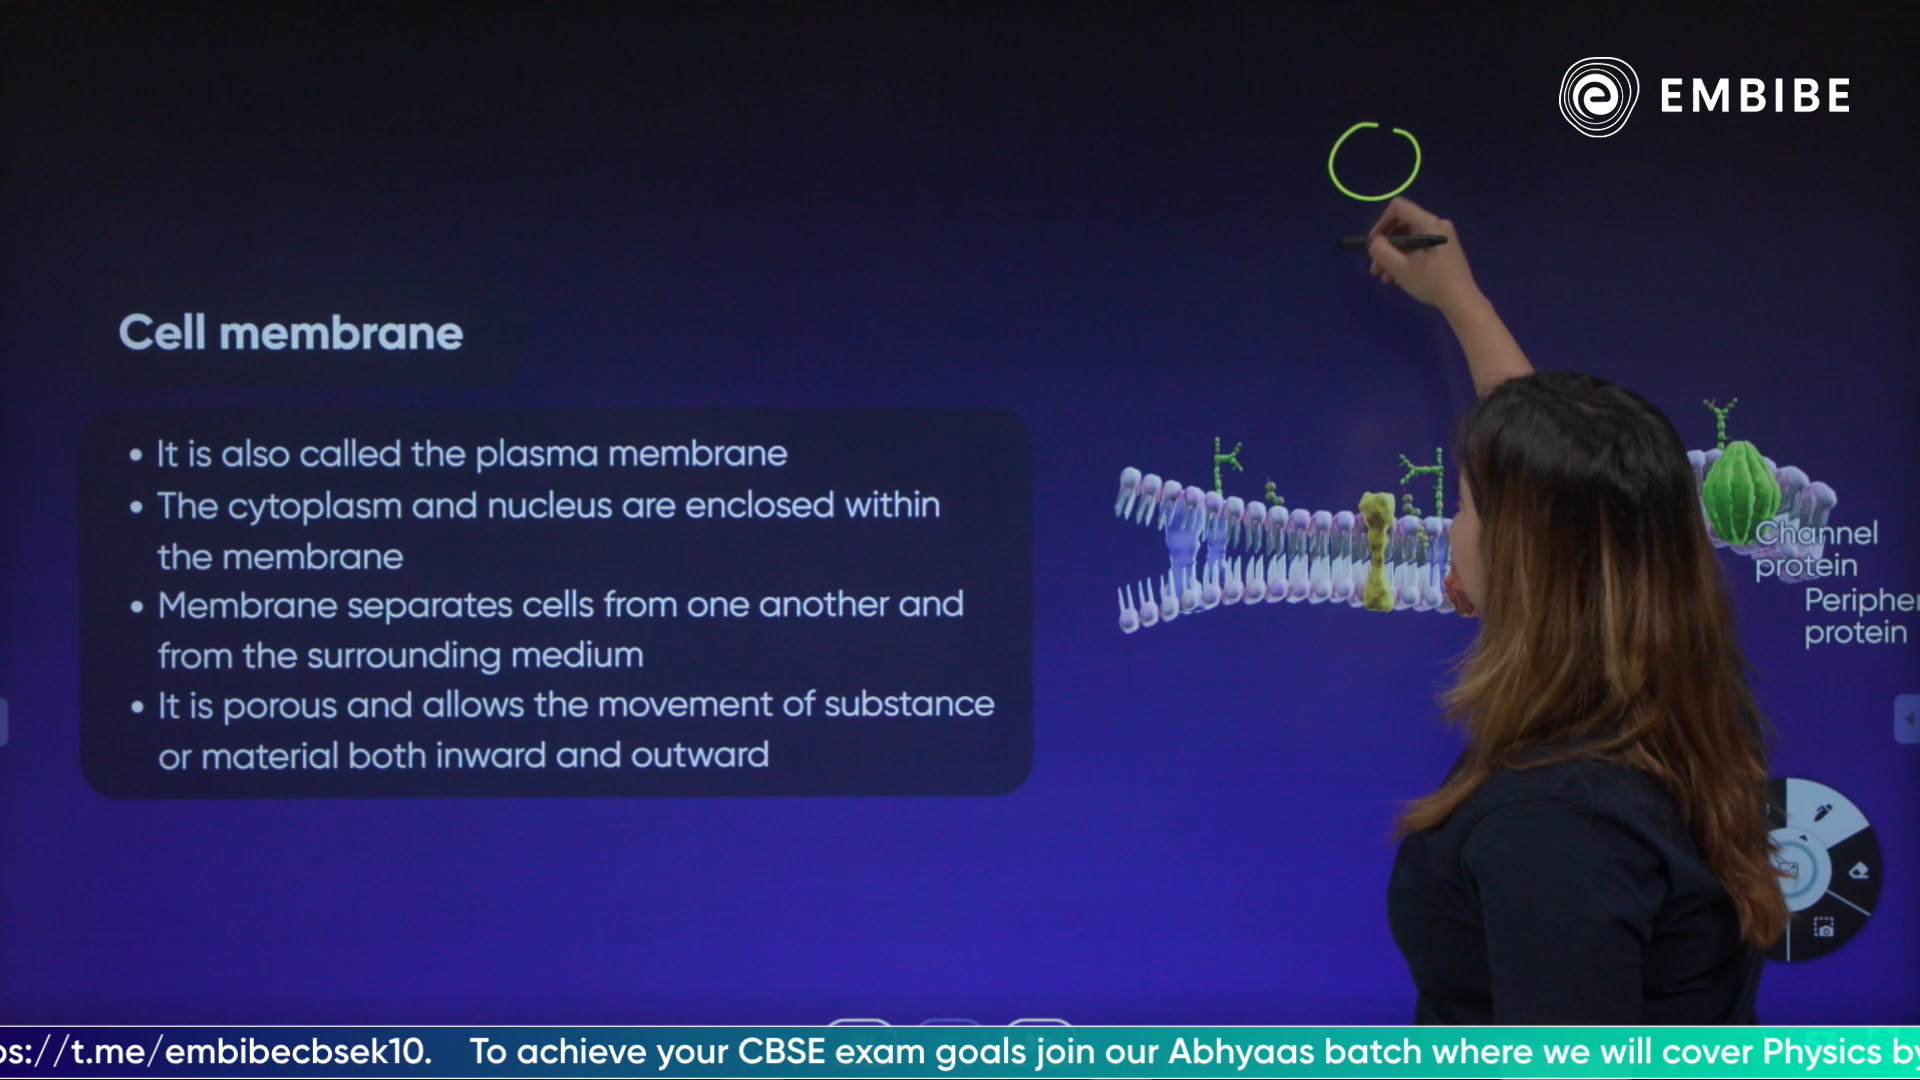 EMBIBE
Cell membrane
• It is also called the plasma membrane
• The cytoplasm and nucleus are enclosed within
the membrane
• Membrane separates cells from one another and
from the surrounding medium
• It is porous and allows the movement of substance
or material both inward and outward
Channel
protein
Peripher
protein
ps://t.me/embibecbsek10. To achieve your CBSE exam goals join our Abhyaas batch where we will cover Physics by